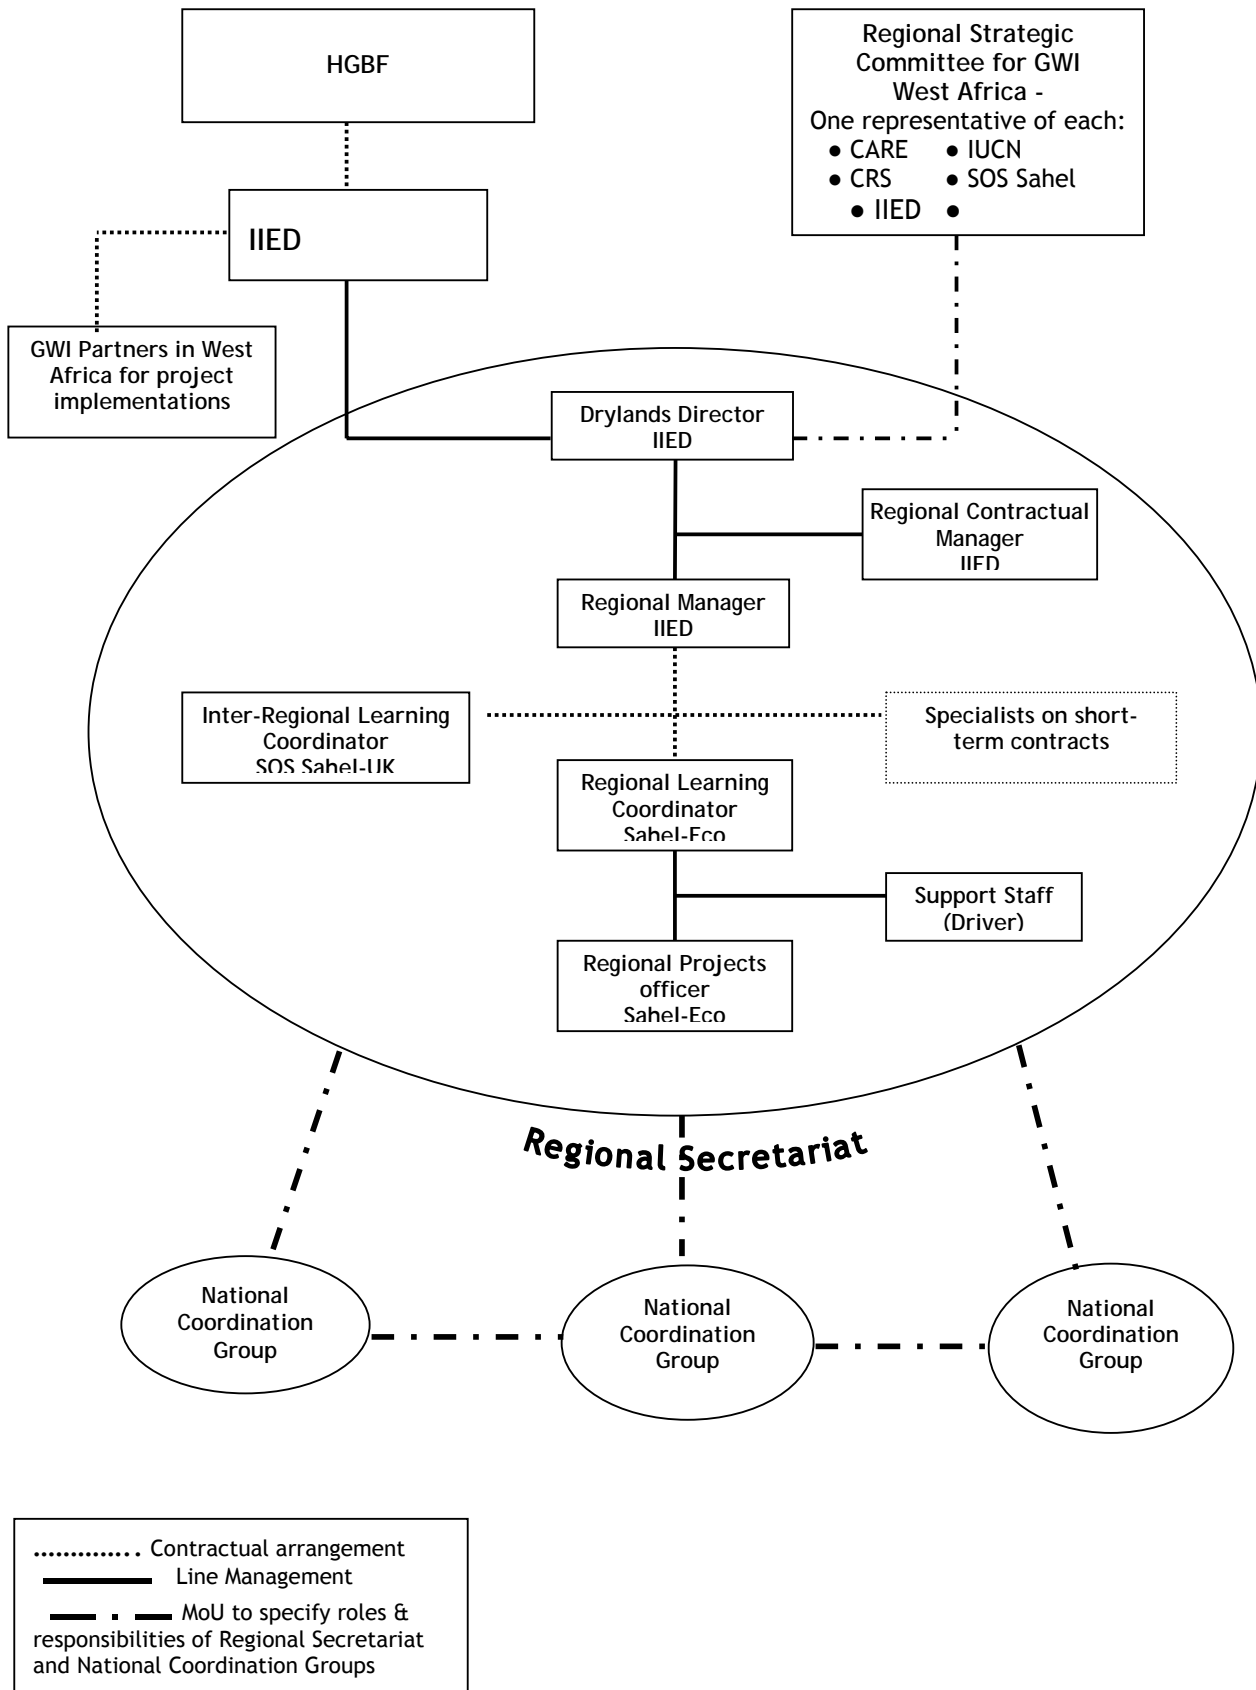 HGBF
Regional Strategic
Committee for GWI
West Africa -
One representative of each:
● CARE ● IUCN
● CRS ● SOS Sahel
● IIED ●
IIED
GWI Partners in West
Africa for project
implementations
Drylands Director
IIED
Regional Contractual
Manager
IIED
Regional Manager
IIED
Inter-Regional Learning
Coordinator
SOS Sahel-UK
Specialists on short-
term contracts
Regional Learning
Coordinator
Sahel-Eco
Support Staff
(Driver)
Regional Projects
officer
Sahel-Eco
Regional Secretariat
National
Coordination
Group
National
Coordination
Group
National
Coordination
Group
Contractual arrangement
Line Management
MoU to specify roles &
responsibilities of Regional Secretariat
and National Coordination Groups